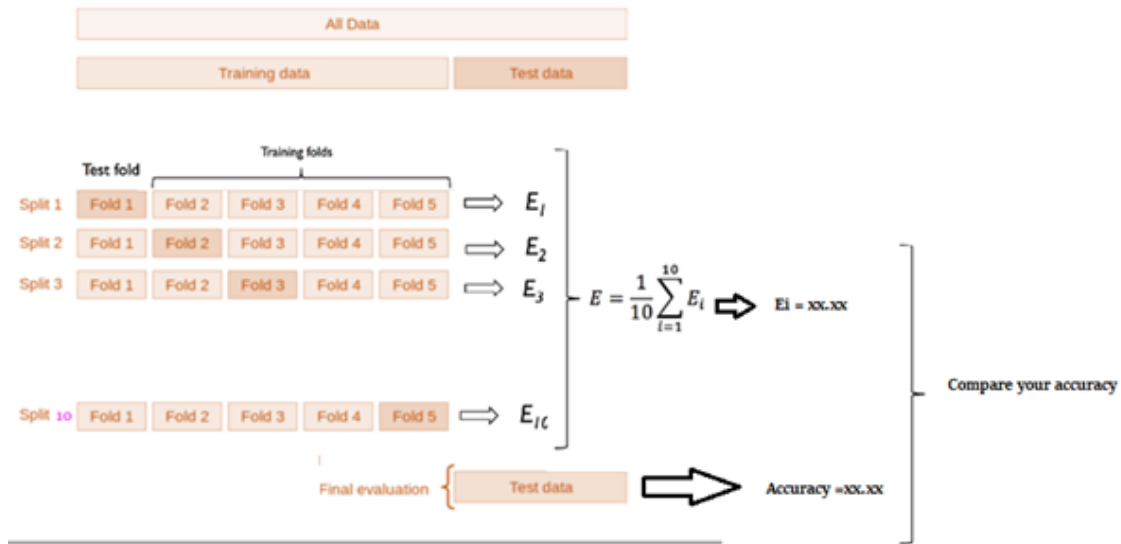 All Data
Training data Test data
Training folds
Test fold
Split 1 Fold 1 Fold 2 Fold 3 Fold 4 Fold 5 E1
Split 2 Fold 1 Fold 2 Fold 3 Fold 4 Fold 5 E2
Split 3 Fold 1 Fold 2 Fold 3 Fold 4 Fold 5 E3
E = 1/10 10∑i=1 Ei Ei = xx.xx
Compare your accuracy
Split 10 Fold 1 Fold 2 Fold 3 Fold 4 Fold 5 E10
Final evaluation { Test data Accuracy =xx.xx